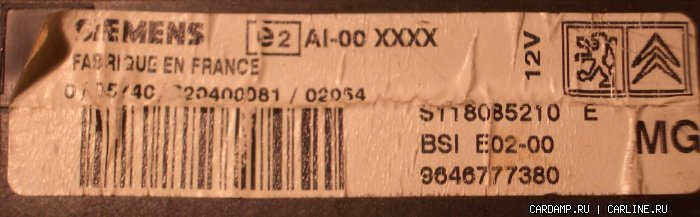 SIEMENS e2 AI-00 XXXX
FABRIQUE EN FRANCE
12V
/ 02054
S118085210 E
BSI E02-00
MG
9646777380
CARDAMP.RU | CARLINE.RU